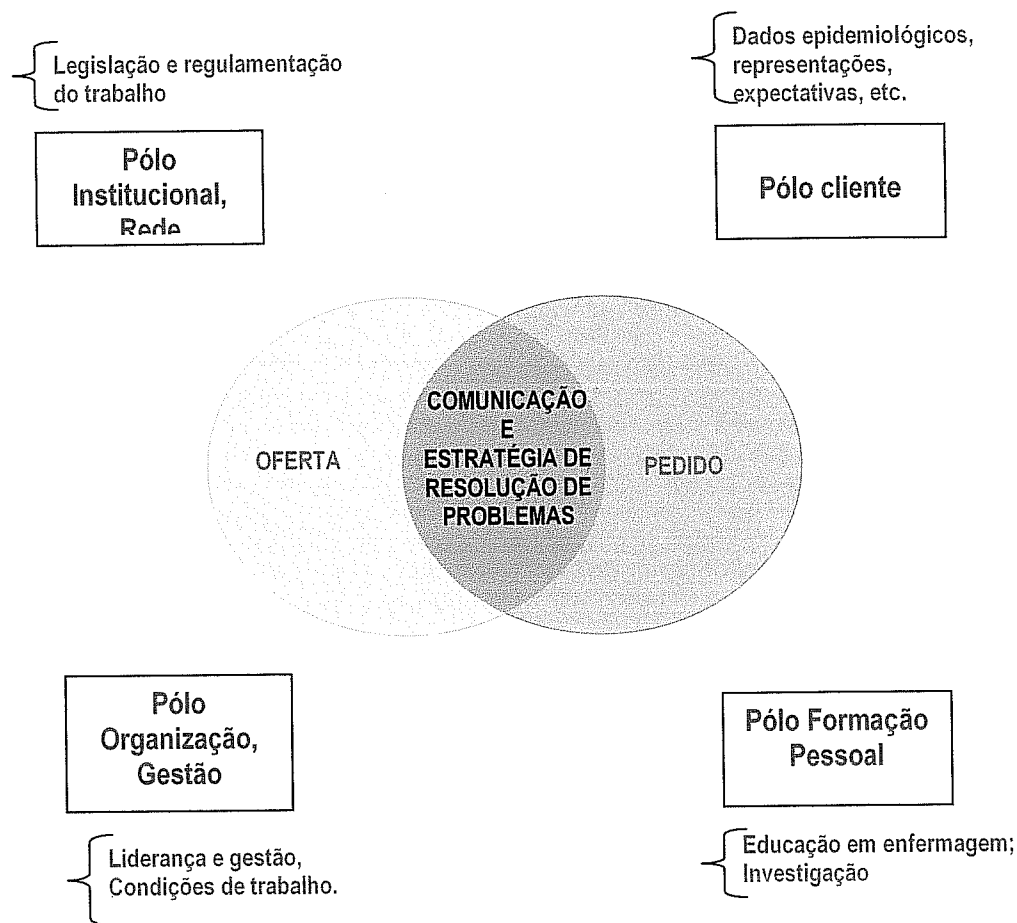 Legislação e regulamentação
do trabalho
Pólo
Institucional,
Rede
Dados epidemiológicos,
representações,
expectativas, etc.
Pólo cliente
OFERTA
COMUNICAÇÃO
E
ESTRATÉGIA DE
RESOLUÇÃO DE
PROBLEMAS
PEDIDO
Pólo
Organização,
Gestão
Liderança e gestão,
Condições de trabalho.
Pólo Formação
Pessoal
Educação em enfermagem;
Investigação